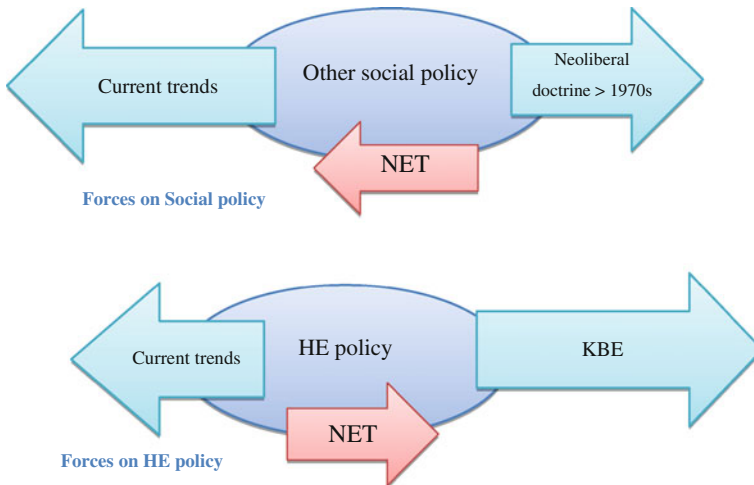 Current trends
Other social policy
Neoliberal
doctrine > 1970s
NET
Forces on Social policy
Current trends
HE policy
KBE
NET
Forces on HE policy